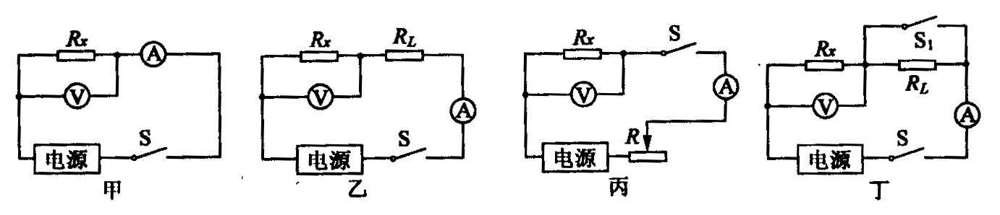 Rx A V 电源 S 甲
Rx RL V A 电源 S 乙
Rx S V A R 电源 丙
Rx S1 RL V A S 电源 丁